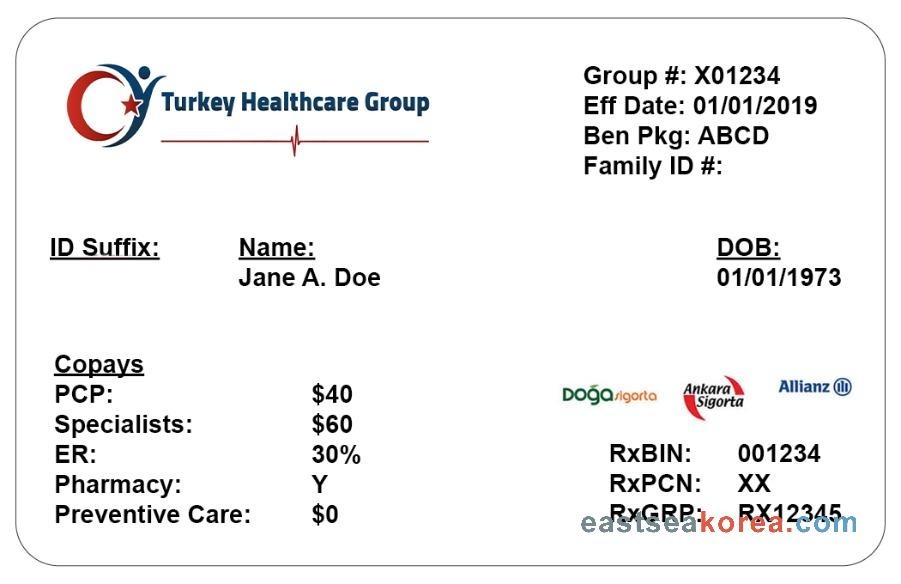 Turkey Healthcare Group
Group #: X01234
Eff Date: 01/01/2019
Ben Pkg: ABCD
Family ID #:
ID Suffix:
Name:
Jane A. Doe
DOB:
01/01/1973
Copays
PCP: $40
Specialists: $60
ER: 30%
Pharmacy: Y
Preventive Care: $0
DOĞA sigorta
Ankara Sigorta
Allianz
RxBIN: 001234
RxPCN: XX
RxGRP: RX12345
eastseakorea.com